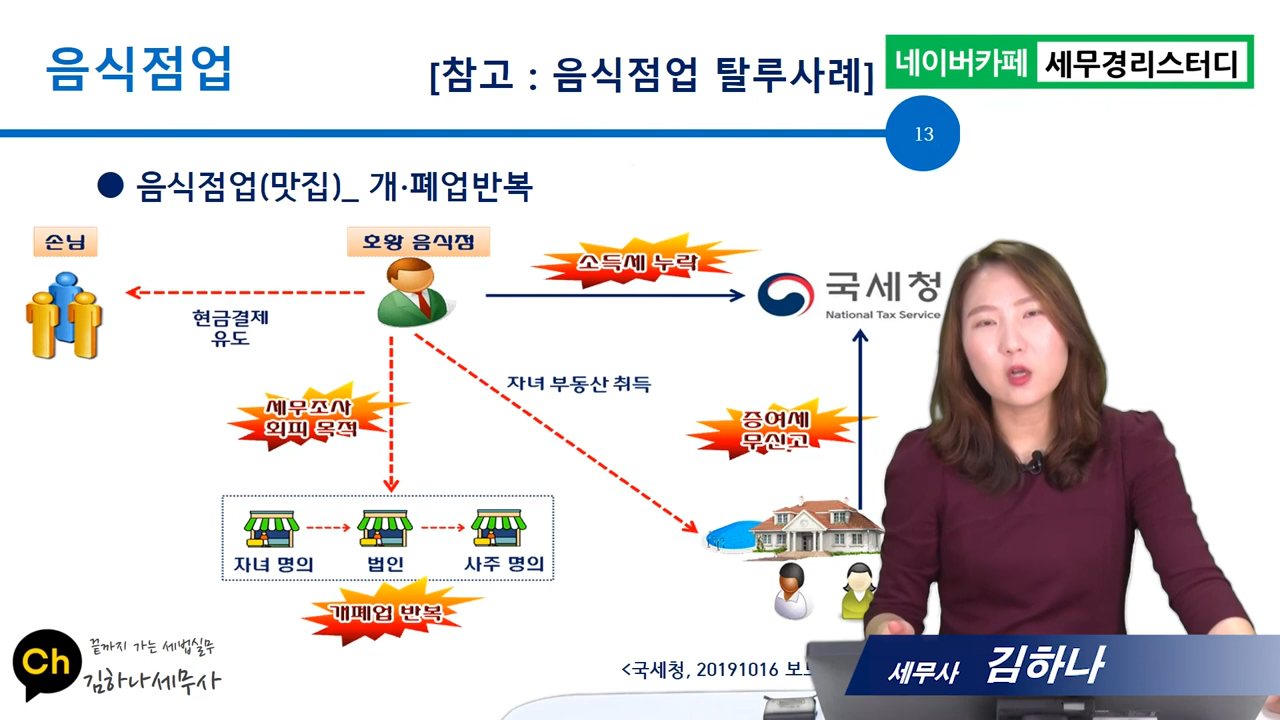 음식점업
[참고 : 음식점업 탈루사례]
네이버카페 세무경리스터디
13
● 음식점업(맛집)_ 개·폐업반복
손님
호황 음식점
소득세 누락
국세청
National Tax Service
현금결제
유도
자녀 부동산 취득
세무조사
회피 목적
증여세
무신고
자녀 명의
법인
사주 명의
개폐업 반복
<국세청, 20191016
Ch
끝까지 가는 세법실무
김하나세무사
세무사 김하나